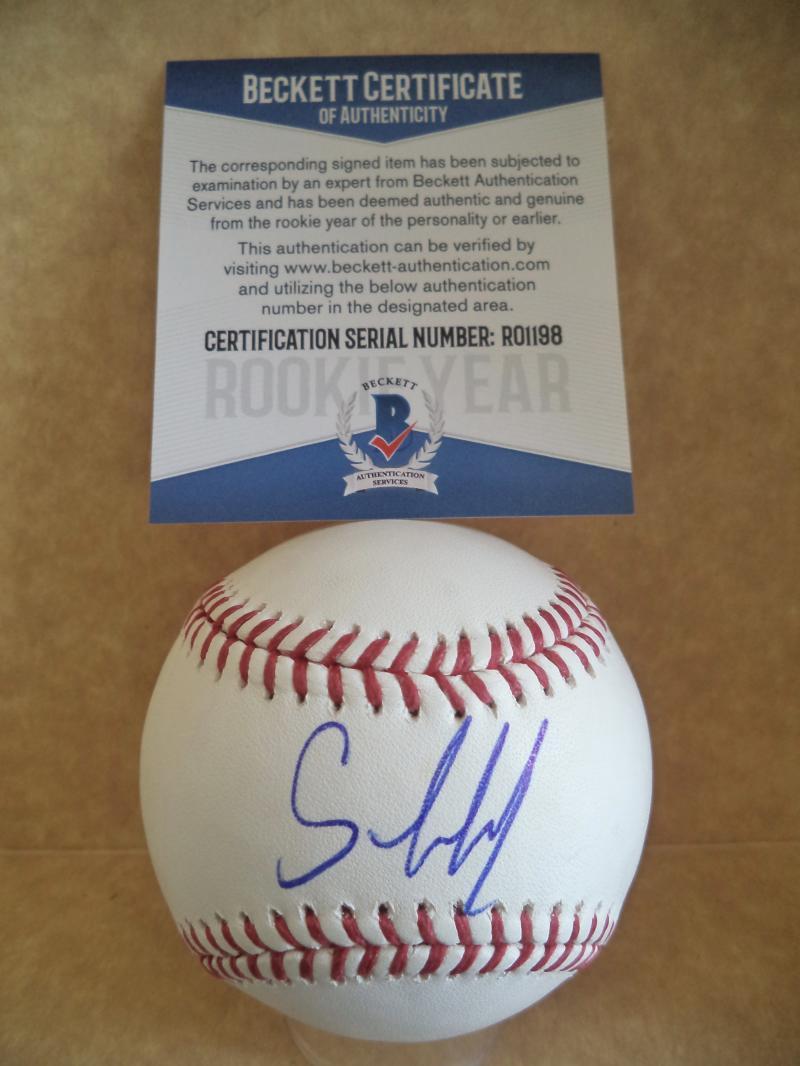 BECKETT CERTIFICATE
OF AUTHENTICITY
The corresponding signed item has been subjected to
examination by an expert from Beckett Authentication
Services and has been deemed authentic and genuine
from the rookie year of the personality or earlier.
This authentication can be verified by
visiting www.beckett-authentication.com
and utilizing the below authentication
number in the designated area.
CERTIFICATION SERIAL NUMBER: R01198
ROOKIE YEAR
BECKETT
B
AUTHENTICATION
SERVICES